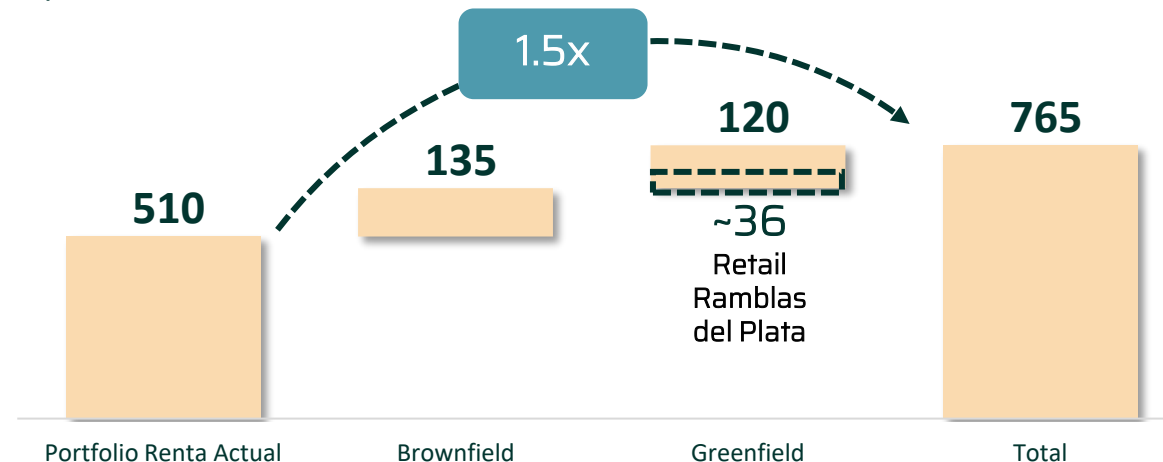 1.5x
510
135
120
765
~36
Retail
Ramblas
del Plata
Portfolio Renta Actual
Brownfield
Greenfield
Total